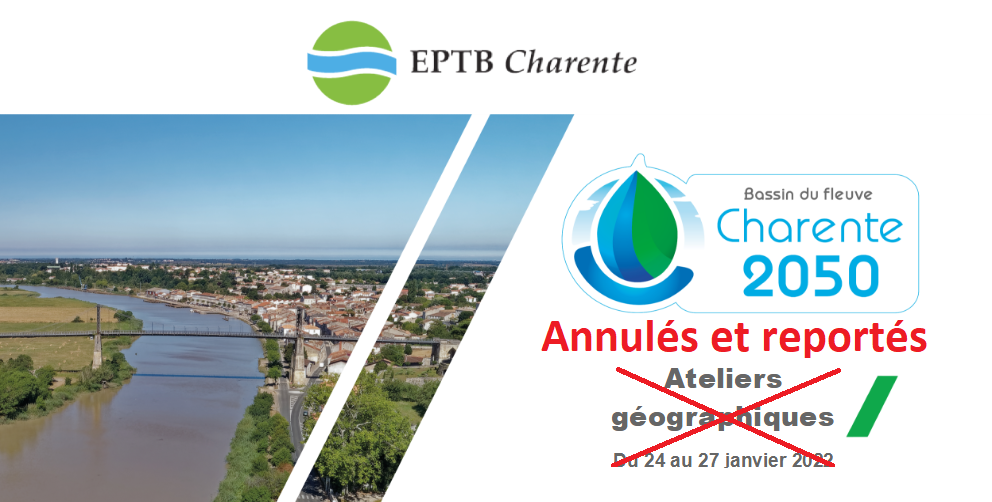 EPTB Charente
Bassin du fleuve
Charente
2050
Annulés et reportés
Ateliers
géographiques
Du 24 au 27 janvier 2022